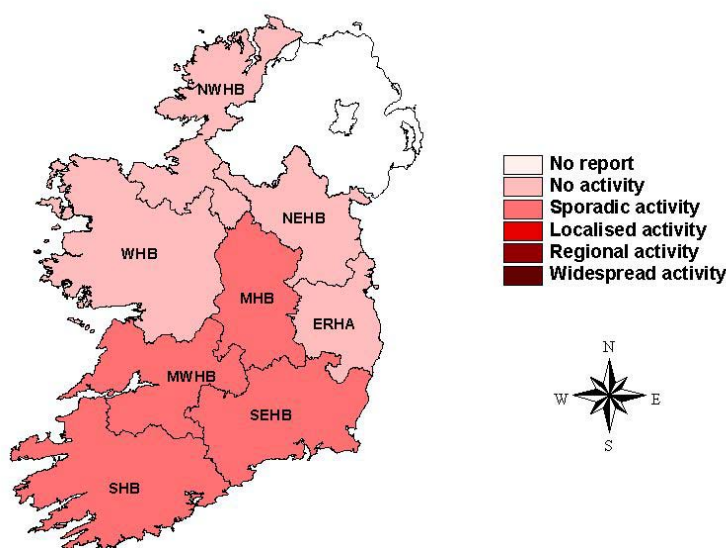 NWHB
NEHB
WHB
MHB
ERHA
MWHB
SEHB
SHB
No report
No activity
Sporadic activity
Localised activity
Regional activity
Widespread activity
N
W E
S